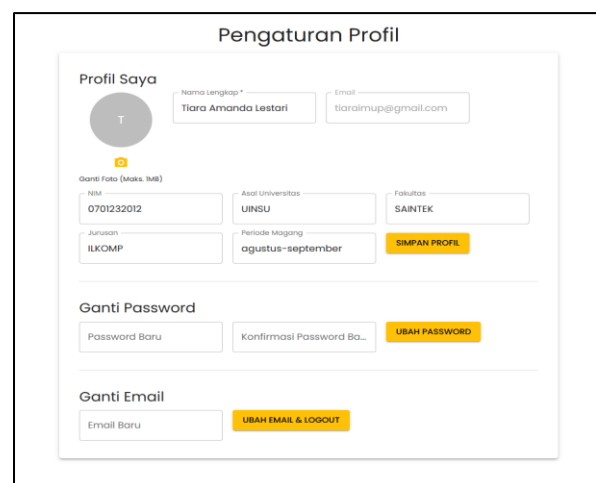 Pengaturan Profil
Profil Saya
T
Nama Lengkap *
Tiara Amanda Lestari
Email
tiaraimup@gmail.com
Ganti Foto (Maks. 1MB)
NIM
0701232012
Asal Universitas
UINSU
Fakultas
SAINTEK
Jurusan
ILKOMP
Periode Magang
agustus-september
SIMPAN PROFIL
Ganti Password
Password Baru
Konfirmasi Password Ba...
UBAH PASSWORD
Ganti Email
Email Baru
UBAH EMAIL & LOGOUT